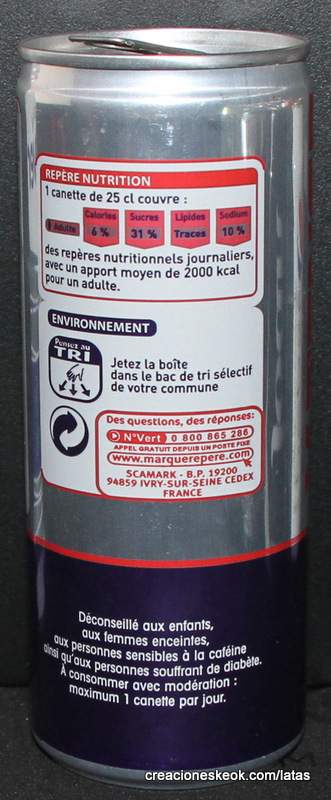 REPÈRE NUTRITION
1 canette de 25 cl couvre :
Adulte
Calories Sucres Lipides Sodium
6 % 31 % Traces 10 %
des repères nutritionnels journaliers,
avec un apport moyen de 2000 kcal
pour un adulte.
ENVIRONNEMENT
Pensez au
TRI
Jetez la boîte
dans le bac de tri sélectif
de votre commune
Des questions, des réponses:
N°Vert 0 800 865 286
APPEL GRATUIT DEPUIS UN POSTE FIXE
www.marquerepere.com
SCAMARK - B.P. 19200
94859 IVRY-SUR-SEINE CEDEX
FRANCE
Déconseillé aux enfants,
aux femmes enceintes,
aux personnes sensibles à la caféine
ainsi qu'aux personnes souffrant de diabète.
À consommer avec modération :
maximum 1 canette par jour.
creacioneskeok.com/latas